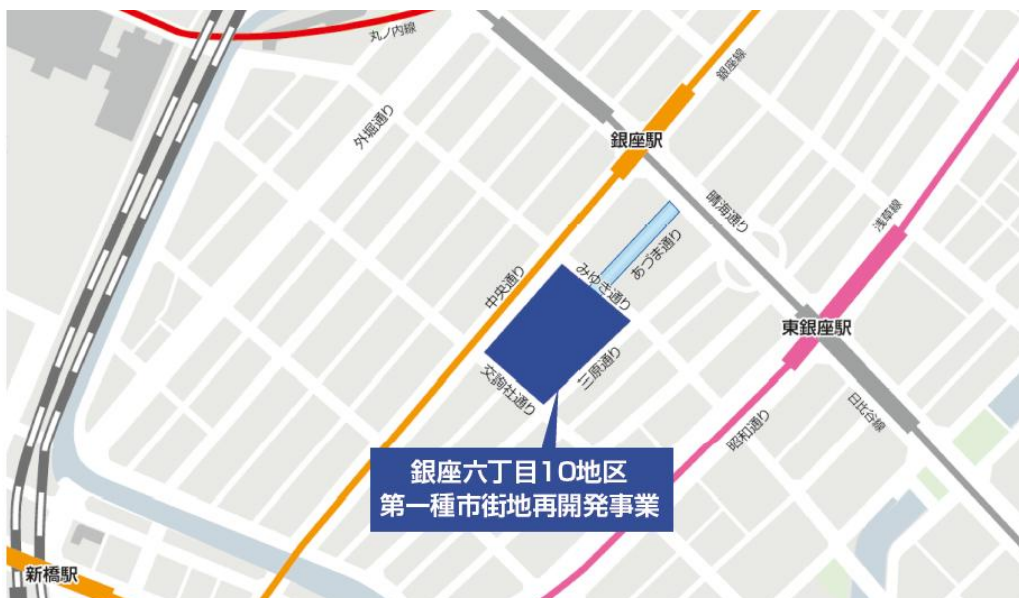 丸ノ内線
外堀通り
銀座線
銀座駅
晴海通り
浅草線
あづま通り
みゆき通り
中央通り
東銀座駅
三原通り
交詢社通り
昭和通り
日比谷線
銀座六丁目10地区
第一種市街地再開発事業
新橋駅